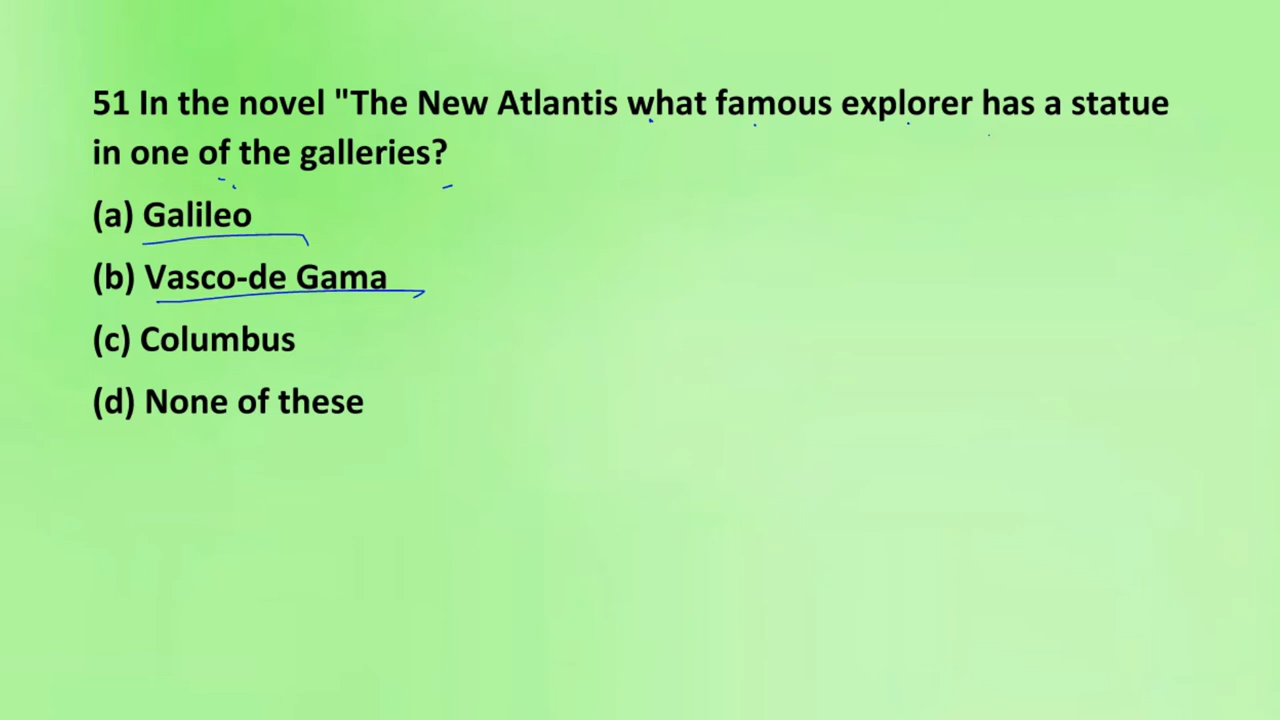 51 In the novel "The New Atlantis what famous explorer has a statue
in one of the galleries?
(a) Galileo
(b) Vasco-de Gama
(c) Columbus
(d) None of these